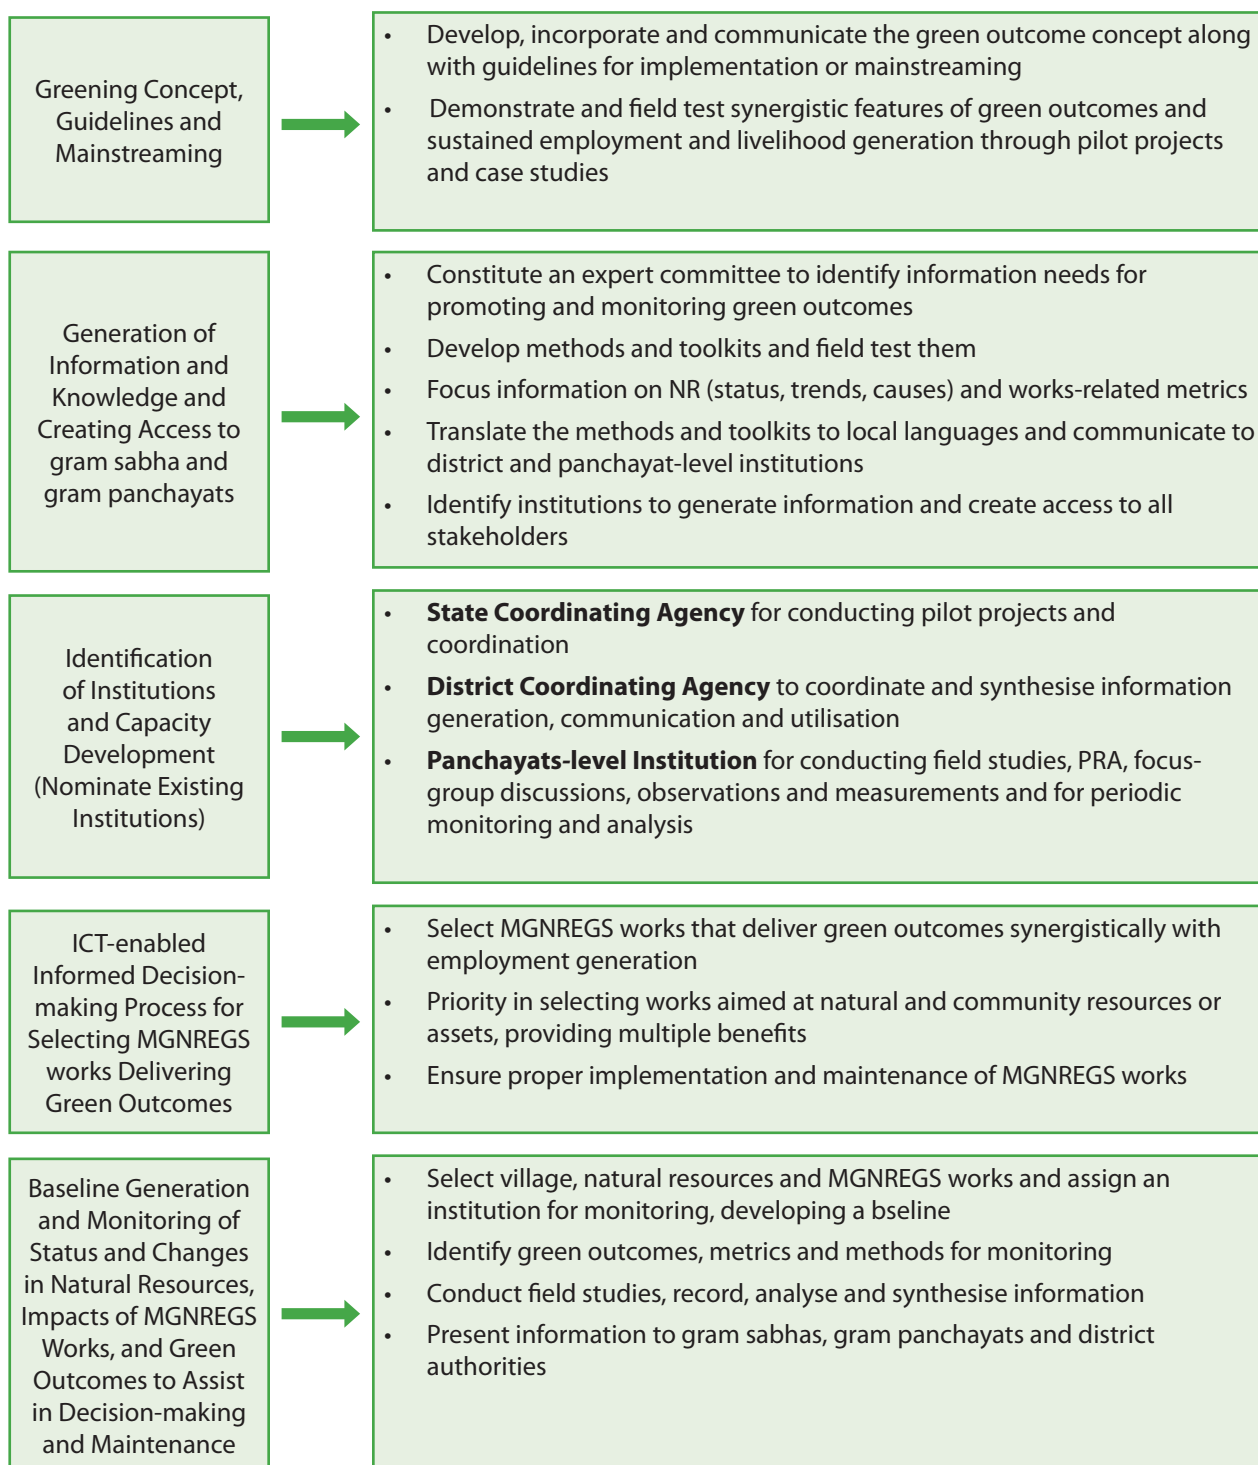 Greening Concept,
Guidelines and
Mainstreaming
• Develop, incorporate and communicate the green outcome concept along
with guidelines for implementation or mainstreaming
• Demonstrate and field test synergistic features of green outcomes and
sustained employment and livelihood generation through pilot projects
and case studies
Generation of
Information and
Knowledge and
Creating Access to
gram sabha and
gram panchayats
• Constitute an expert committee to identify information needs for
promoting and monitoring green outcomes
• Develop methods and toolkits and field test them
• Focus information on NR (status, trends, causes) and works-related metrics
• Translate the methods and toolkits to local languages and communicate to
district and panchayat-level institutions
• Identify institutions to generate information and create access to all
stakeholders
Identification
of Institutions
and Capacity
Development
(Nominate Existing
Institutions)
• State Coordinating Agency for conducting pilot projects and
coordination
• District Coordinating Agency to coordinate and synthesise information
generation, communication and utilisation
• Panchayats-level Institution for conducting field studies, PRA, focus-
group discussions, observations and measurements and for periodic
monitoring and analysis
ICT-enabled
Informed Decision-
making Process for
Selecting MGNREGS
works Delivering
Green Outcomes
• Select MGNREGS works that deliver green outcomes synergistically with
employment generation
• Priority in selecting works aimed at natural and community resources or
assets, providing multiple benefits
• Ensure proper implementation and maintenance of MGNREGS works
Baseline Generation
and Monitoring of
Status and Changes
in Natural Resources,
Impacts of MGNREGS
Works, and Green
Outcomes to Assist
in Decision-making
and Maintenance
• Select village, natural resources and MGNREGS works and assign an
institution for monitoring, developing a bseline
• Identify green outcomes, metrics and methods for monitoring
• Conduct field studies, record, analyse and synthesise information
• Present information to gram sabhas, gram panchayats and district
authorities